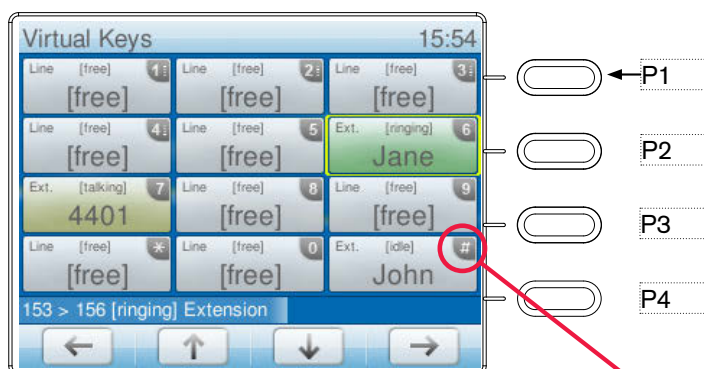 Virtual Keys 15:54
Line [free] 1 Line [free] 2 Line [free] 3
[free] [free] [free]
P1
Line [free] 4 Line [free] 5 Ext. [ringing] 6
[free] [free] Jane
P2
Ext. [talking] 7 Line [free] 8 Line [free] 9
4401 [free] [free]
P3
Line [free] * Line [free] 0 Ext. [idle] #
[free] [free] John
P4
153 > 156 [ringing] Extension